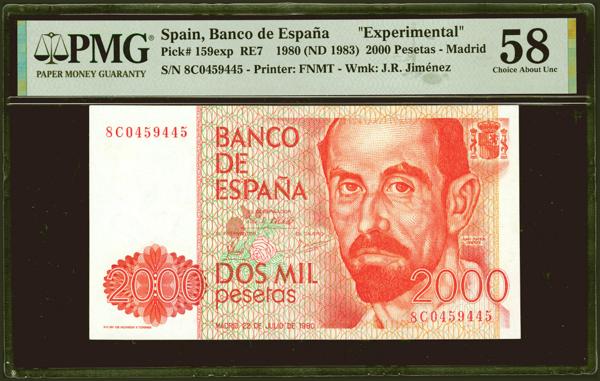 PMG
PAPER MONEY GUARANTY
Spain, Banco de España "Experimental"
Pick# 159exp RE7 1980 (ND 1983) 2000 Pesetas - Madrid
S/N 8C0459445 - Printer: FNMT - Wmk: J.R. Jiménez
58
Choice About Unc
8C0459445
BANCO
DE
ESPAÑA
EL GOBERNADOR
2000
DOS MIL
pesetas
2000
8C0459445
MADRID, 22 DE JULIO DE 1980